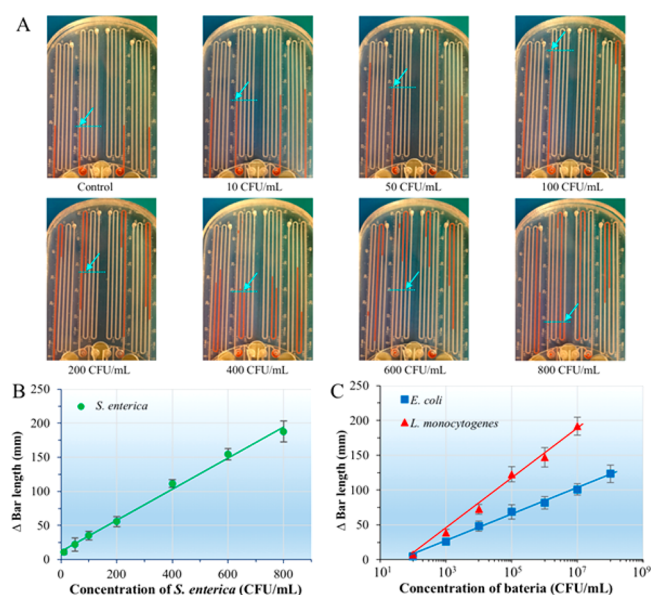 A
Control
10 CFU/mL
50 CFU/mL
100 CFU/mL
200 CFU/mL
400 CFU/mL
600 CFU/mL
800 CFU/mL
B
250
200
150
100
50
0
Δ Bar length (mm)
S. enterica
200
400
600
800
Concentration of S. enterica (CFU/mL)
C
250
200
150
100
50
0
Δ Bar length (mm)
E. coli
L. monocytogenes
10¹
10³
10⁵
10⁷
10⁹
Concentration of bateria (CFU/mL)